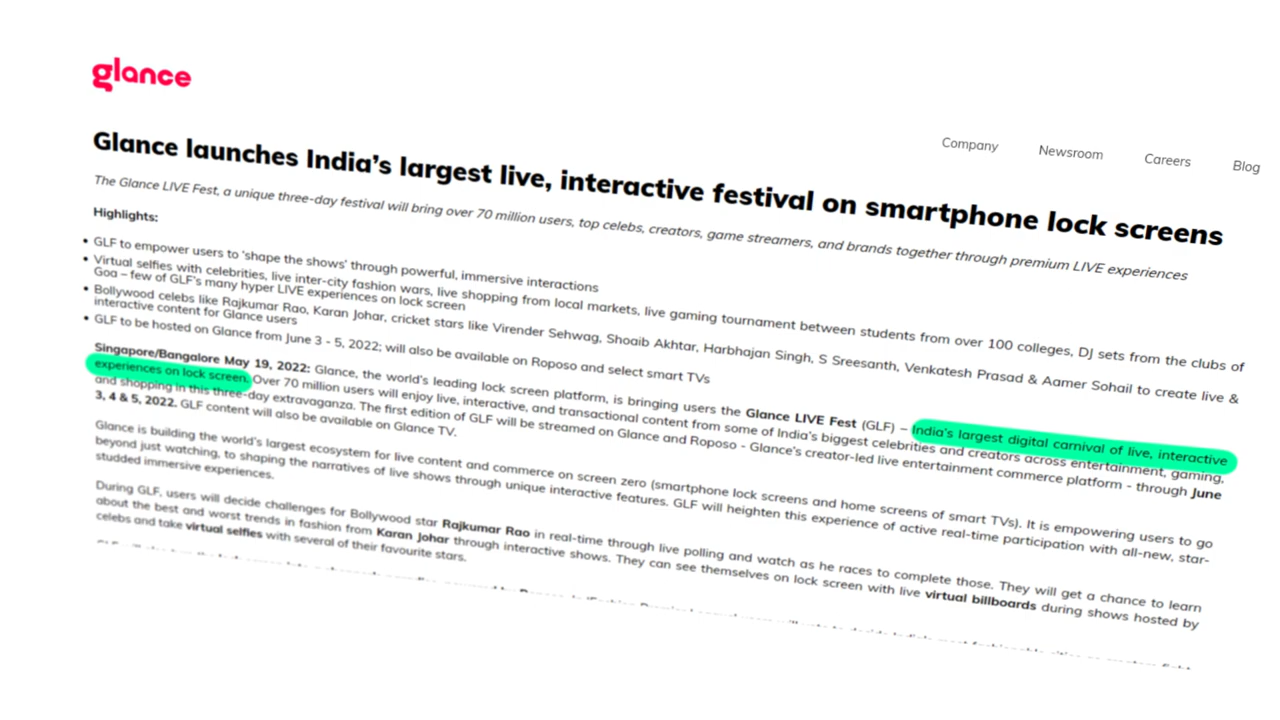 glance
Company Newsroom Careers Blog
Glance launches India's largest live, interactive festival on smartphone lock screens
The Glance LIVE Fest, a unique three-day festival will bring over 70 million users, top celebs, creators, game streamers, and brands together through premium LIVE experiences
Highlights:
• GLF to empower users to 'shape the shows' through powerful, immersive interactions
• Virtual selfies with celebrities, live inter-city fashion wars, live shopping from local markets, live gaming tournament between students from over 100 colleges, DJ sets from the clubs of
Goa – few of GLF's many hyper LIVE experiences on lock screen
• Bollywood celebs like Rajkumar Rao, Karan Johar, cricket stars like Virender Sehwag, Shoaib Akhtar, Harbhajan Singh, S Sreesanth, Venkatesh Prasad & Aamer Sohail to create live &
interactive content for Glance users
• GLF to be hosted on Glance from June 3 - 5, 2022; will also be available on Roposo and select smart TVs
Singapore/Bangalore May 19, 2022: Glance, the world's leading lock screen platform, is bringing users the Glance LIVE Fest (GLF) – India's largest digital carnival of live, interactive
experiences on lock screen. Over 70 million users will enjoy live, interactive, and transactional content from some of India's biggest celebrities and creators across entertainment, gaming,
and shopping in this three-day extravaganza. The first edition of GLF will be streamed on Glance and Roposo - Glance's creator-led live entertainment commerce platform - through June
3, 4 & 5, 2022. GLF content will also be available on Glance TV.
Glance is building the world's largest ecosystem for live content and commerce on screen zero (smartphone lock screens and home screens of smart TVs). It is empowering users to go
beyond just watching, to shaping the narratives of live shows through unique interactive features. GLF will heighten this experience of active real-time participation with all-new, star-
studded immersive experiences.
During GLF, users will decide challenges for Bollywood star Rajkumar Rao in real-time through live polling and watch as he races to complete those. They will get a chance to learn
about the best and worst trends in fashion from Karan Johar through interactive shows. They can see themselves on lock screen with live virtual billboards during shows hosted by
celebs and take virtual selfies with several of their favourite stars.